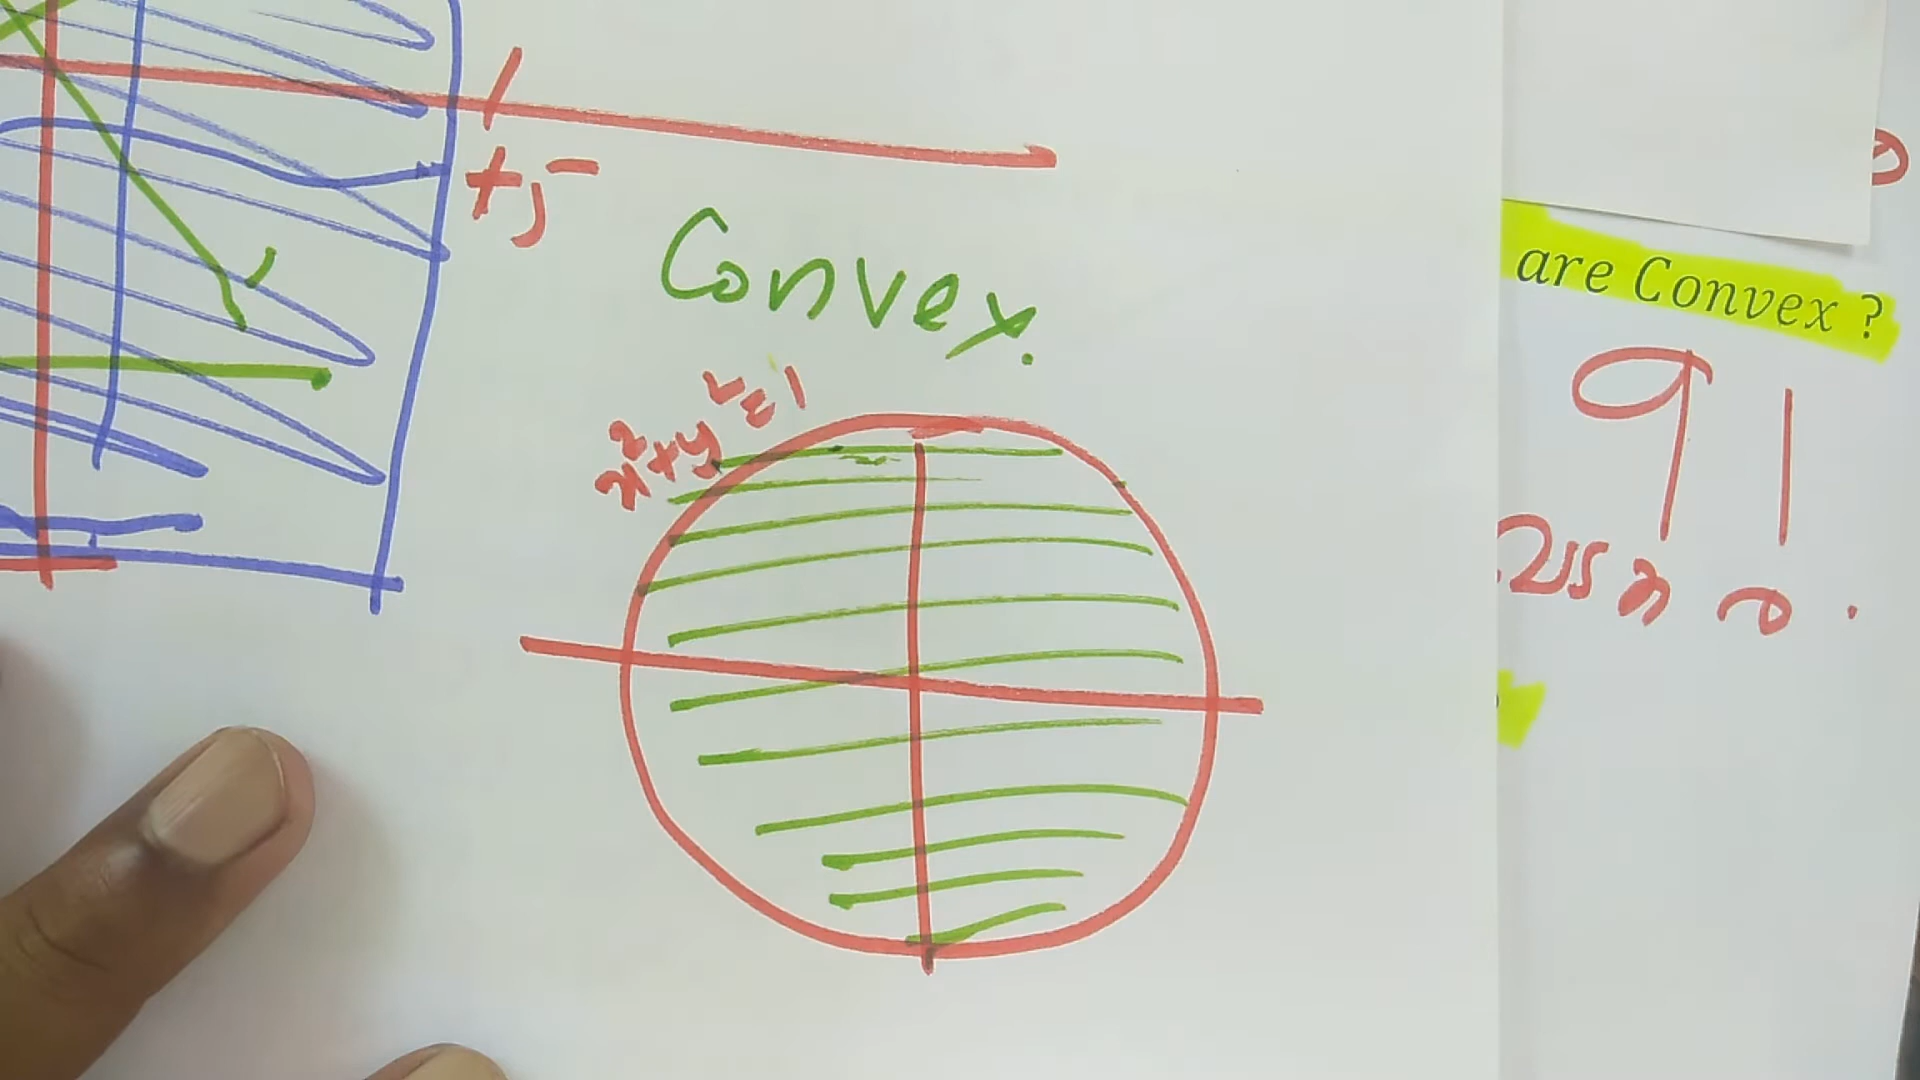 +5
Convex.
x²+y²≤1
are Convex ?